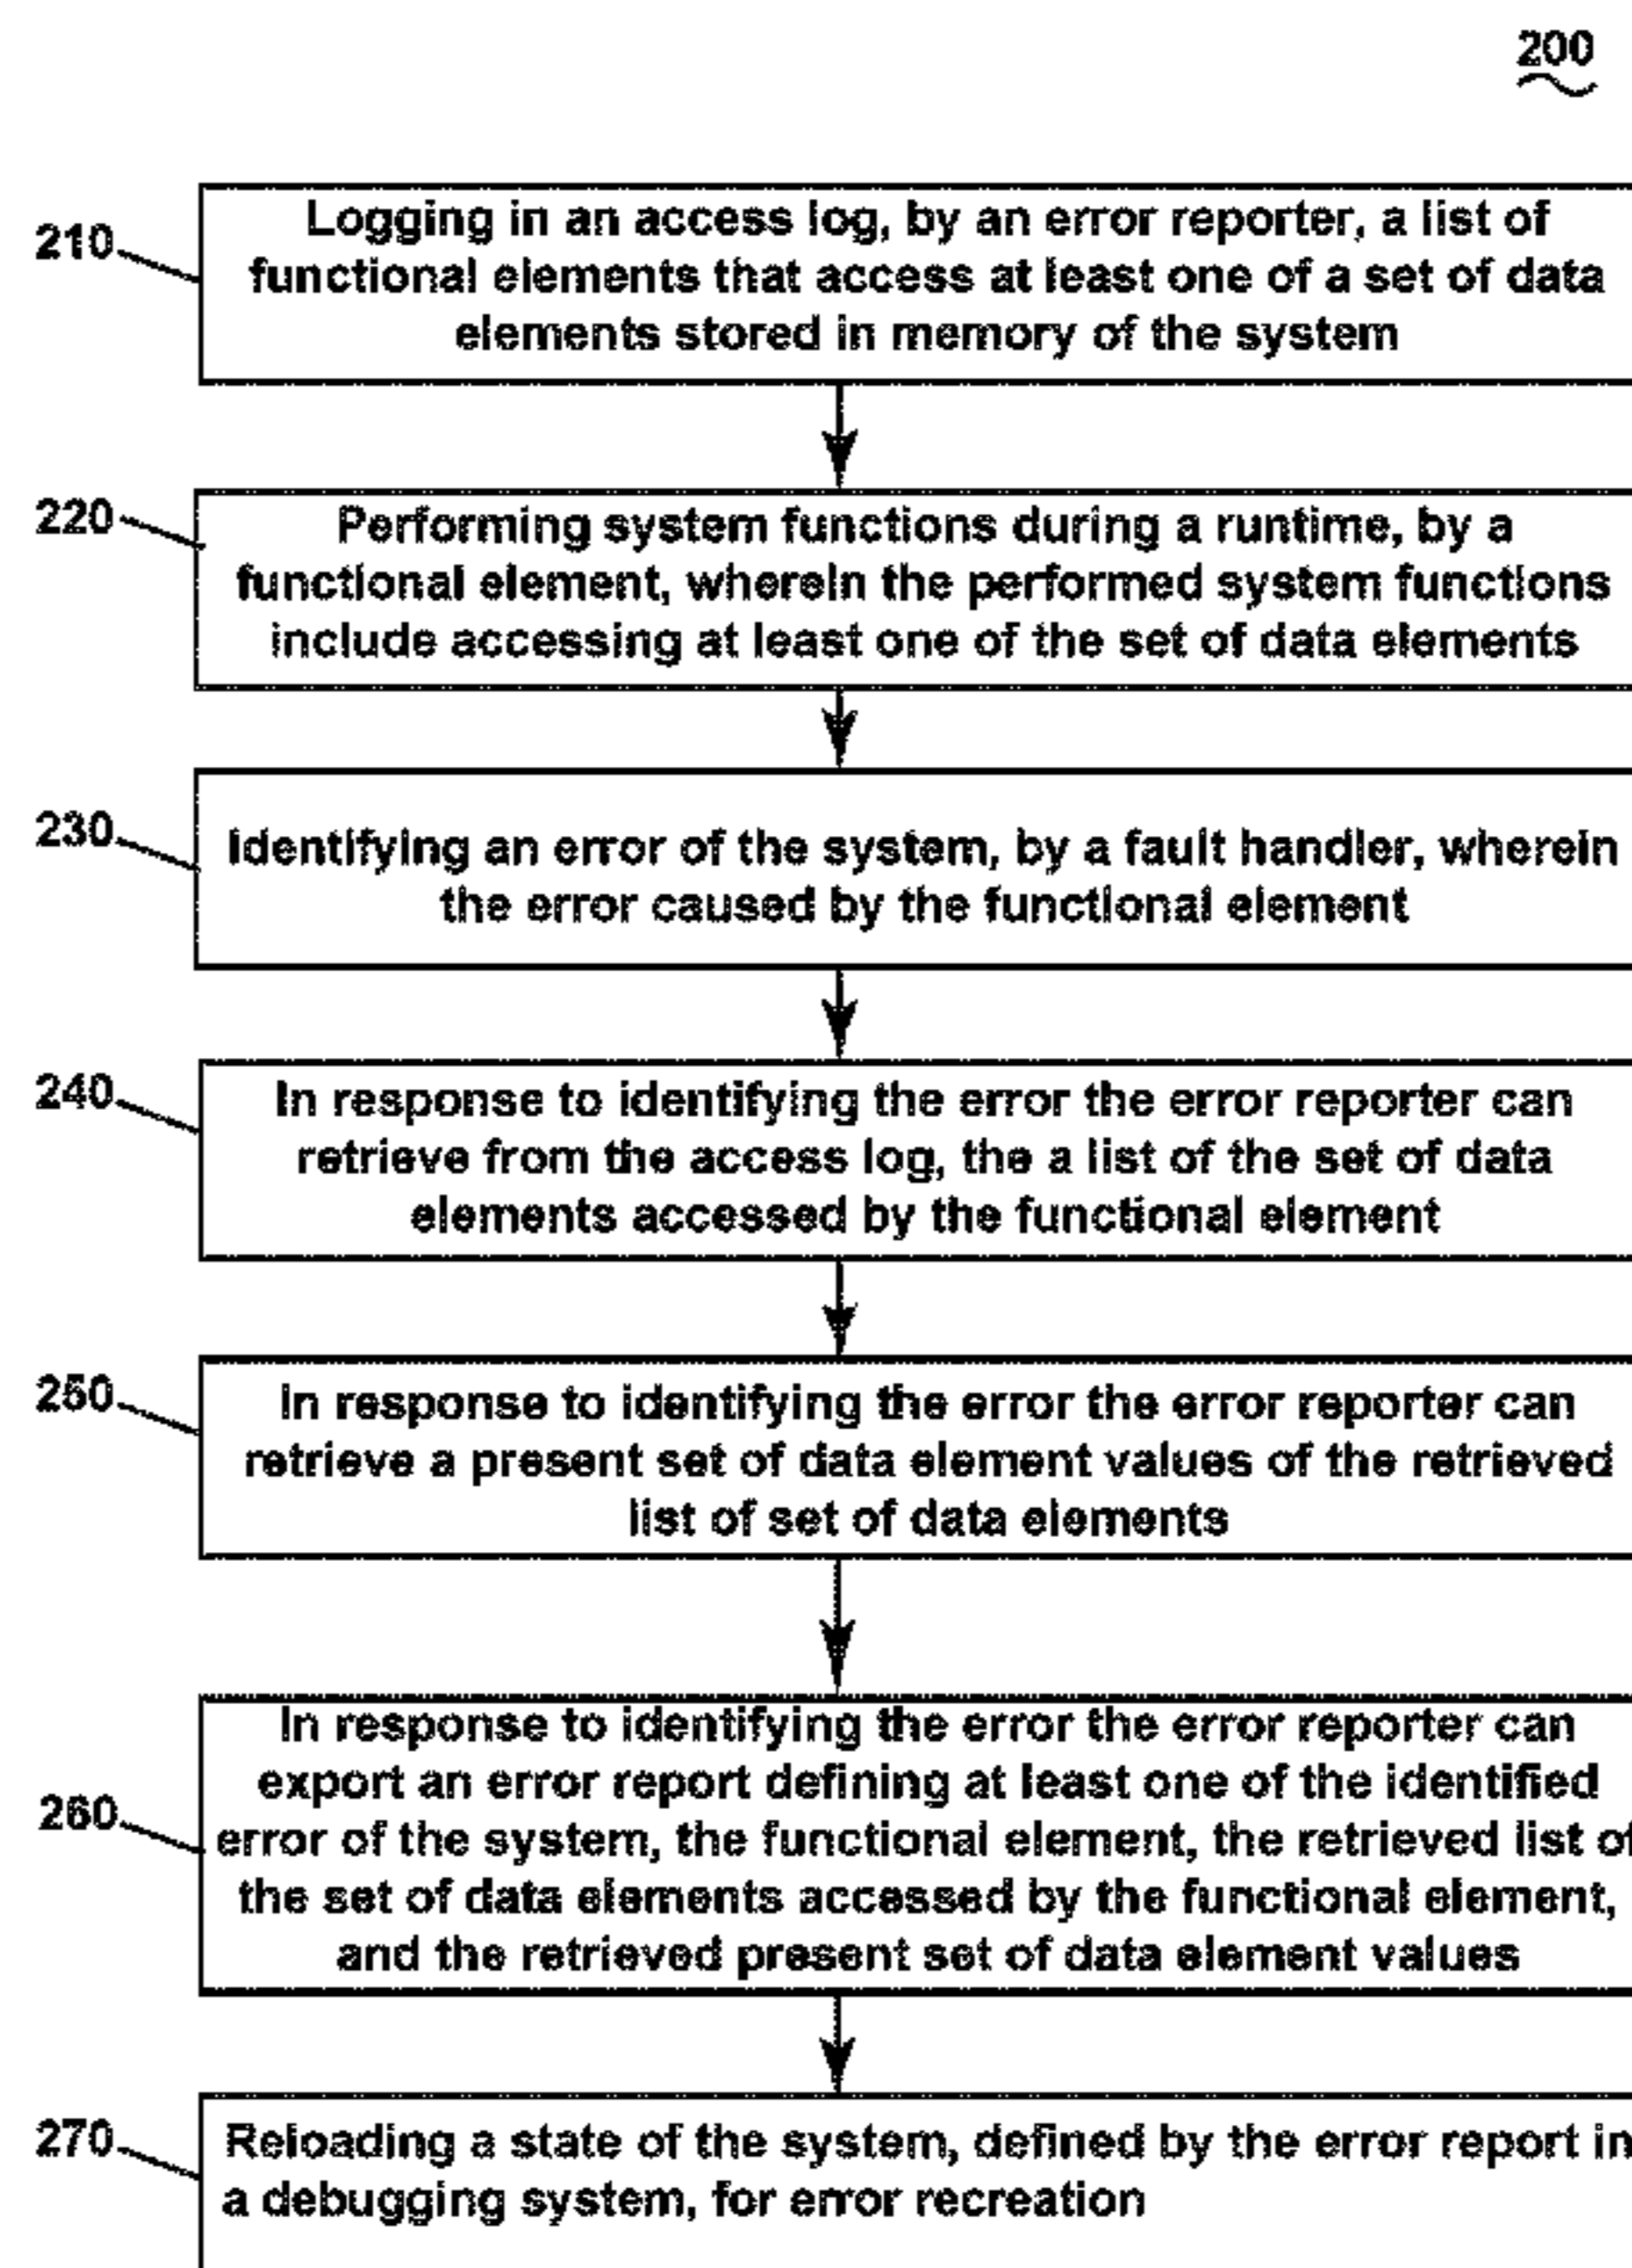 200
210
Logging in an access log, by an error reporter, a list of
functional elements that access at least one of a set of data
elements stored in memory of the system
220
Performing system functions during a runtime, by a
functional element, wherein the performed system functions
include accessing at least one of the set of data elements
230
Identifying an error of the system, by a fault handler, wherein
the error caused by the functional element
240
In response to identifying the error the error reporter can
retrieve from the access log, the a list of the set of data
elements accessed by the functional element
250
In response to identifying the error the error reporter can
retrieve a present set of data element values of the retrieved
list of set of data elements
260
In response to identifying the error the error reporter can
export an error report defining at least one of the identified
error of the system, the functional element, the retrieved list of
the set of data elements accessed by the functional element,
and the retrieved present set of data element values
270
Reloading a state of the system, defined by the error report in
a debugging system, for error recreation